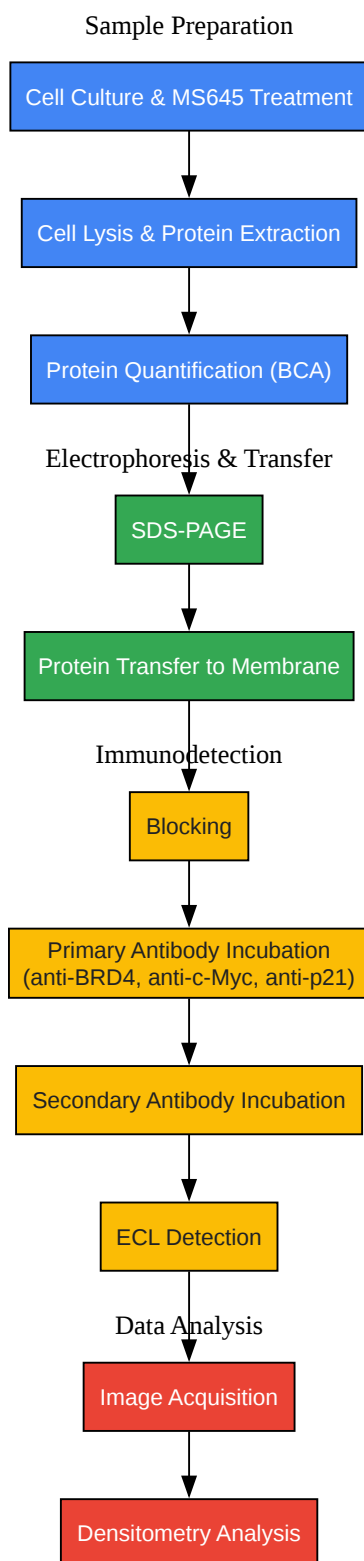 Sample Preparation
Cell Culture & MS645 Treatment
Cell Lysis & Protein Extraction
Protein Quantification (BCA)
Electrophoresis & Transfer
SDS-PAGE
Protein Transfer to Membrane
Immunodetection
Blocking
Primary Antibody Incubation
(anti-BRD4, anti-c-Myc, anti-p21)
Secondary Antibody Incubation
ECL Detection
Data Analysis
Image Acquisition
Densitometry Analysis